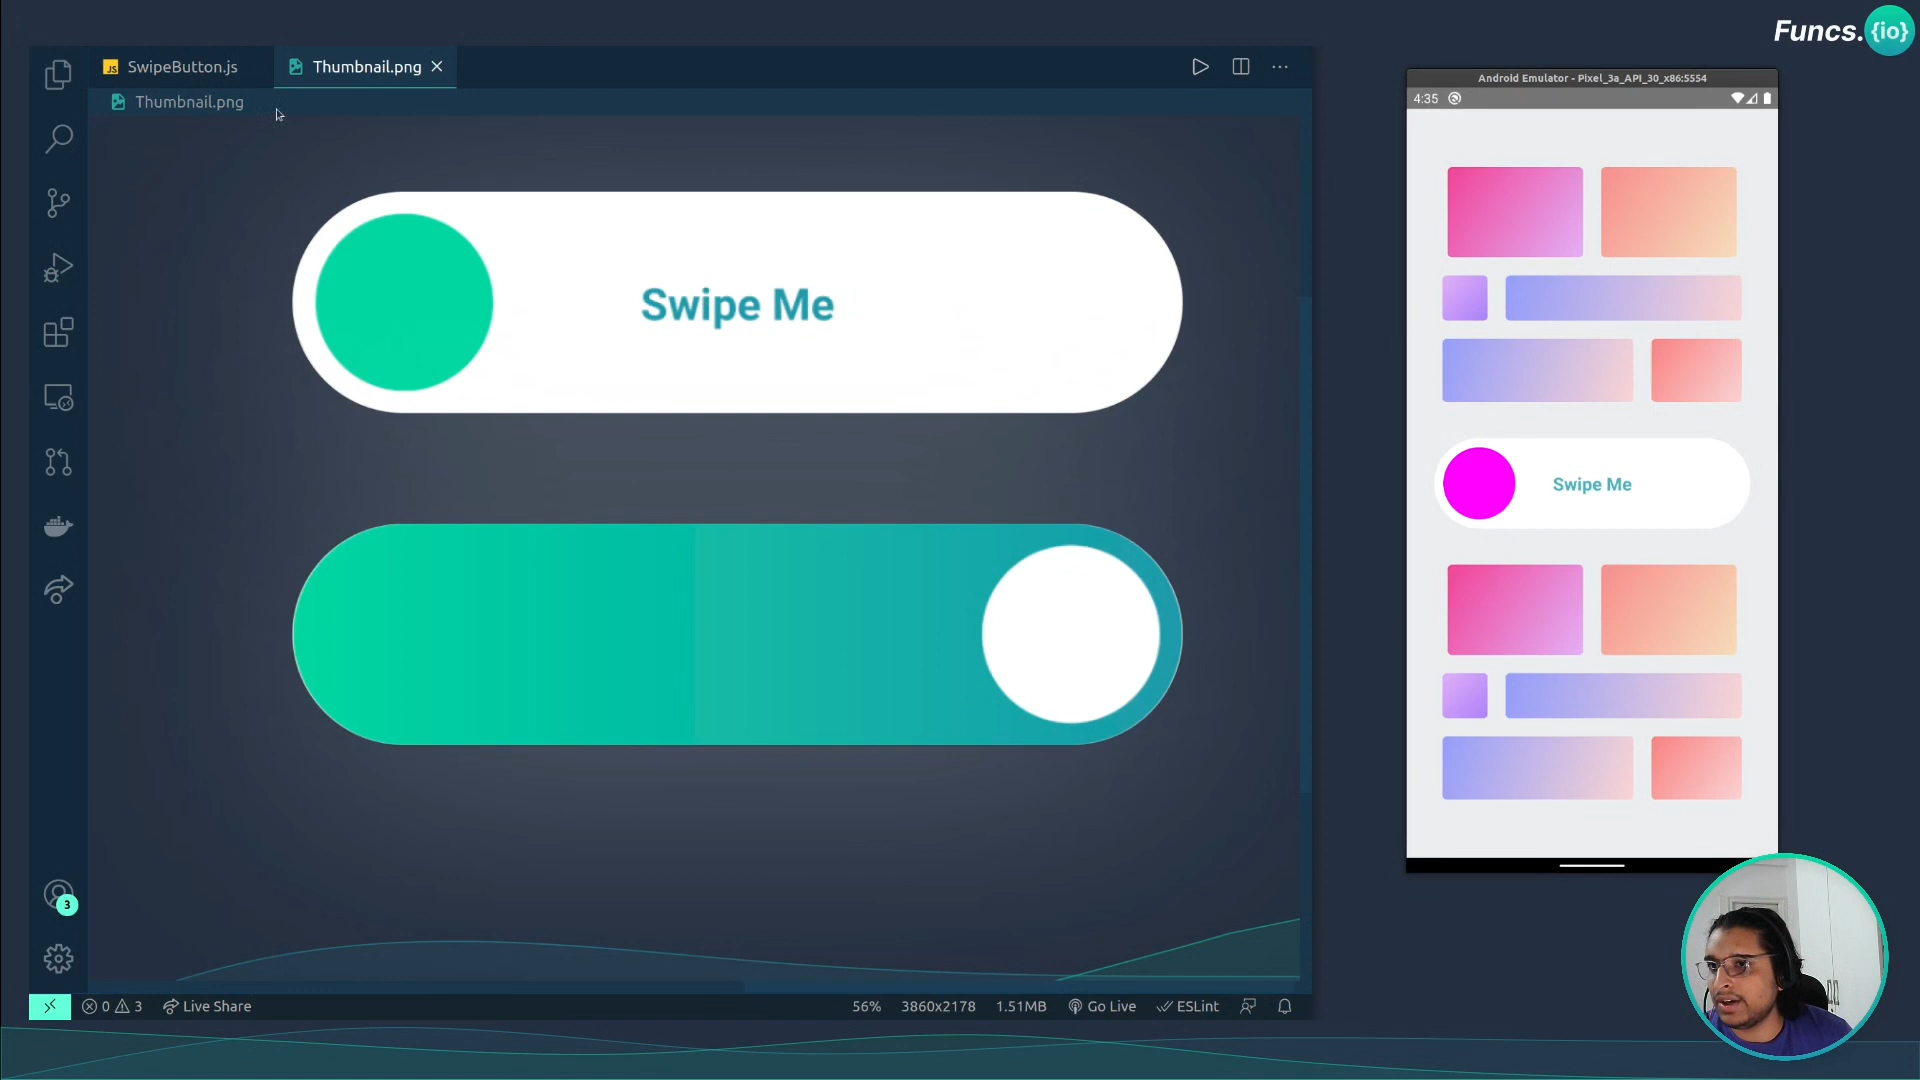 Funcs.{io}
JS SwipeButton.js
Thumbnail.png
Thumbnail.png
Swipe Me
3
0 3 Live Share
56% 3860x2178 1.51MB Go Live ESLint
Android Emulator - Pixel_3a_API_30_x86:5554
4:35
Swipe Me